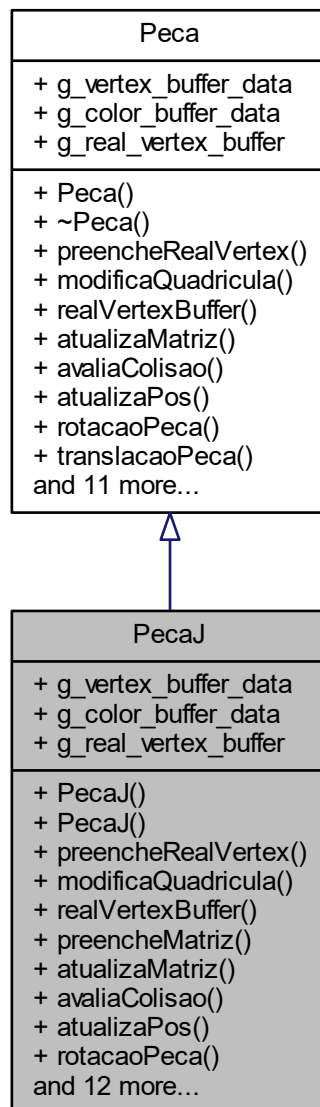 Peca
+ g_vertex_buffer_data
+ g_color_buffer_data
+ g_real_vertex_buffer
+ Peca()
+ ~Peca()
+ preencheRealVertex()
+ modificaQuadricula()
+ realVertexBuffer()
+ atualizaMatriz()
+ avaliaColisao()
+ atualizaPos()
+ rotacaoPeca()
+ translacaoPeca()
and 11 more...
PecaJ
+ g_vertex_buffer_data
+ g_color_buffer_data
+ g_real_vertex_buffer
+ PecaJ()
+ PecaJ()
+ preencheRealVertex()
+ modificaQuadricula()
+ realVertexBuffer()
+ preencheMatriz()
+ atualizaMatriz()
+ avaliaColisao()
+ atualizaPos()
+ rotacaoPeca()
and 12 more...